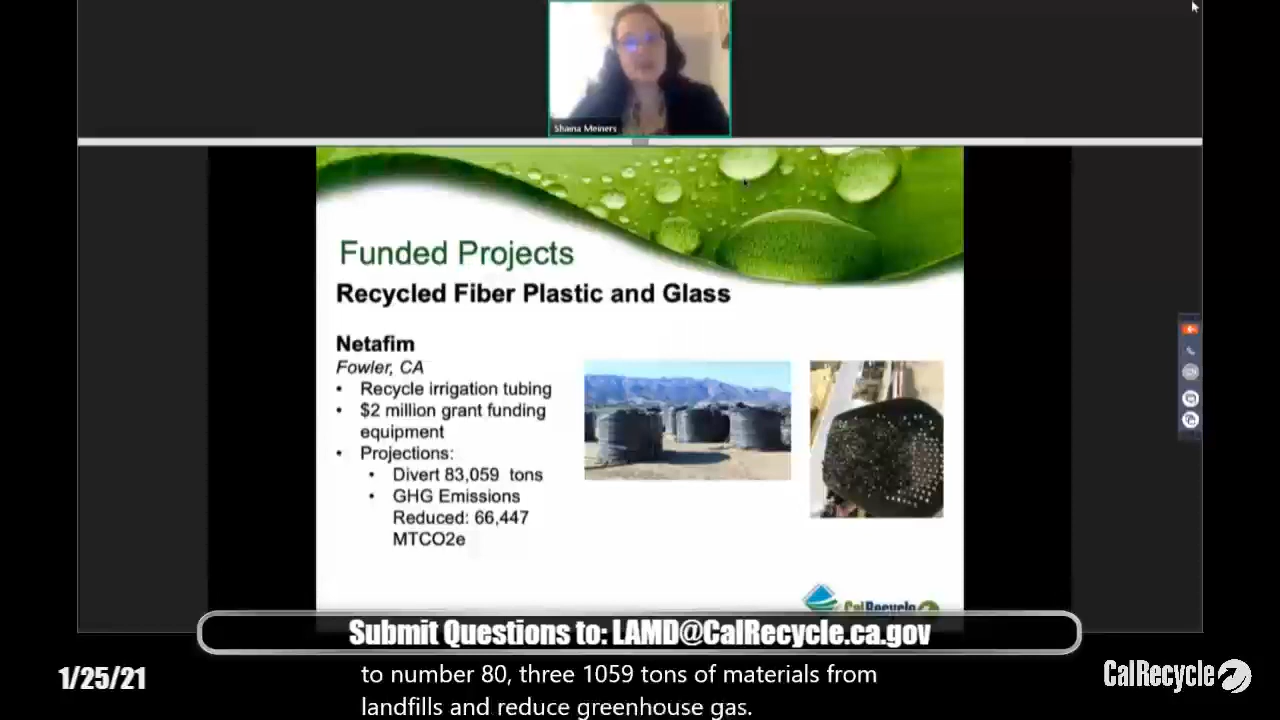 Shaina Meiners
Funded Projects
Recycled Fiber Plastic and Glass
Netafim
Fowler, CA
• Recycle irrigation tubing
• $2 million grant funding
equipment
• Projections:
• Divert 83,059 tons
• GHG Emissions
Reduced: 66,447
MTCO2e
CalRecycle
Submit Questions to: LAMD@CalRecycle.ca.gov
1/25/21
to number 80, three 1059 tons of materials from
landfills and reduce greenhouse gas.
CalRecycle